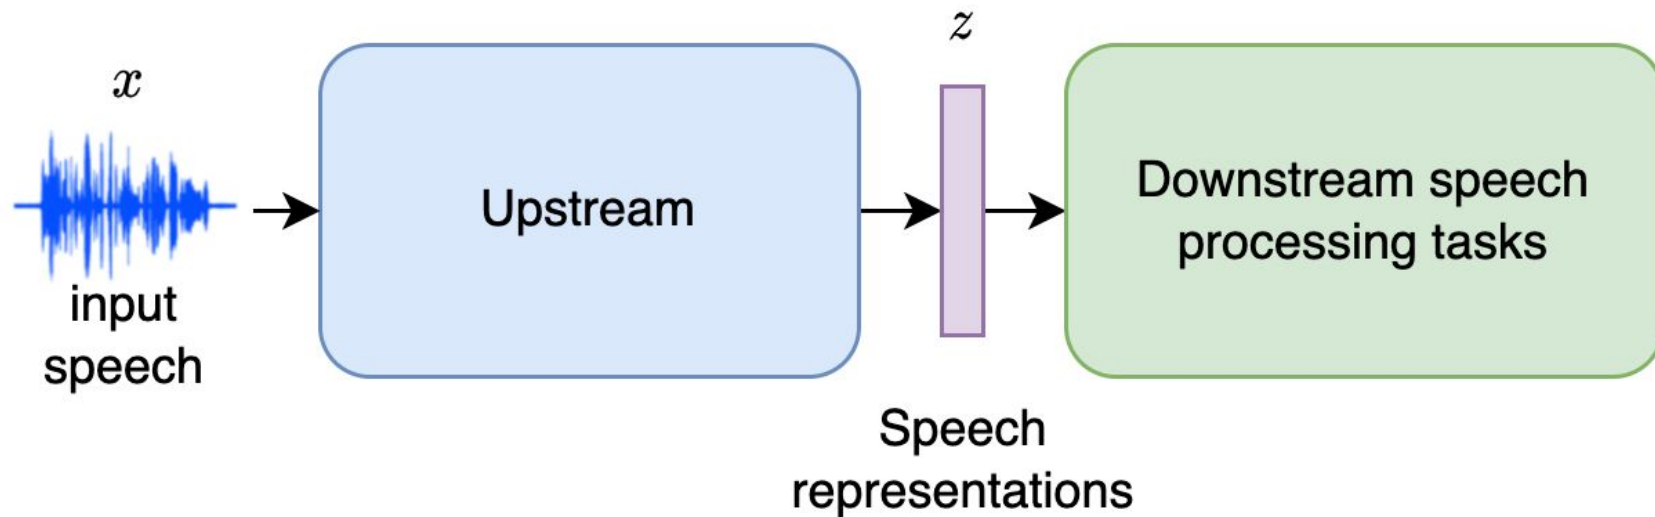 x
input
speech
Upstream
z
Speech
representations
Downstream speech
processing tasks